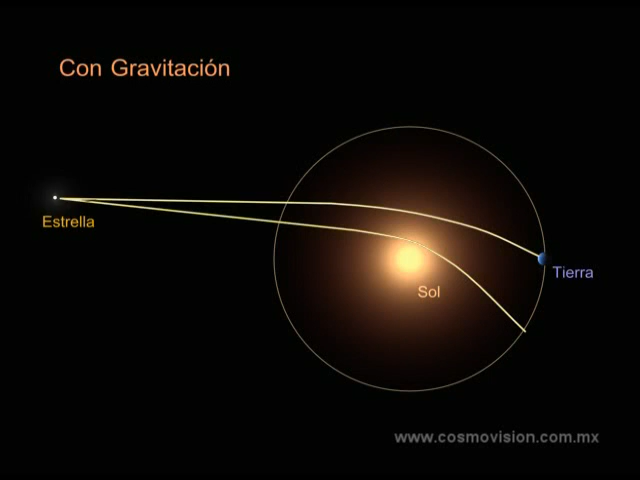 Con Gravitación
Estrella
Tierra
Sol
www.cosmovision.com.mx